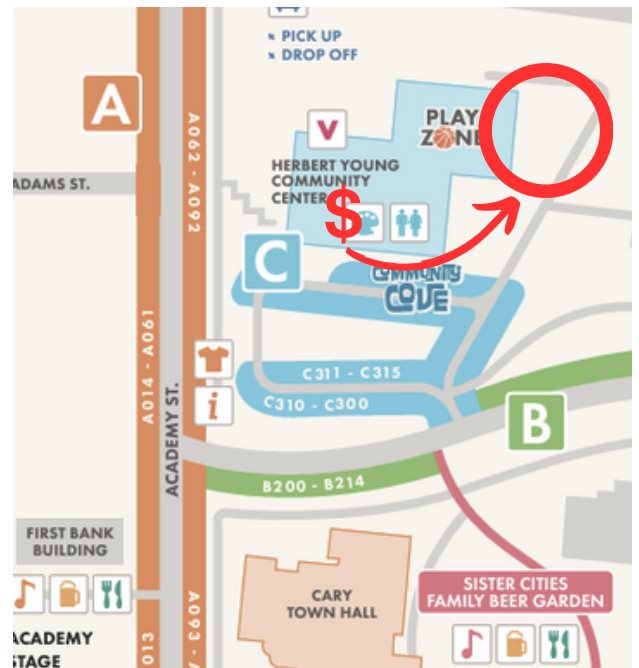 PICK UP
DROP OFF
A
A062 - A092
V
PLAY
ZONE
HERBERT YOUNG
COMMUNITY
CENTER
ADAMS ST.
$
C
COMMUNITY
COVE
A014 - A061
C311 - C315
C310 - C300
i
B
ACADEMY ST.
B200 - B214
FIRST BANK
BUILDING
CARY
TOWN HALL
SISTER CITIES
FAMILY BEER GARDEN
ACADEMY
STAGE
013
A093 -